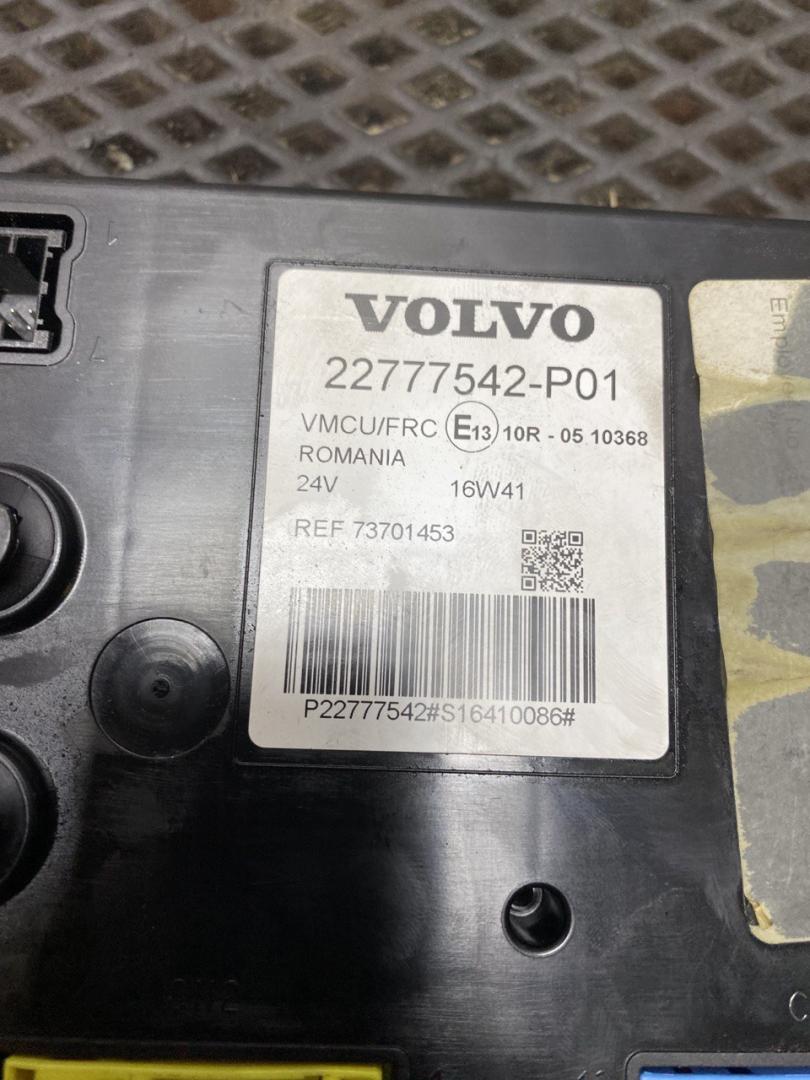 VOLVO
22777542-P01
VMCU/FRC E13 10R - 05 10368
ROMANIA
24V 16W41
REF 73701453
P22777542#S16410086#